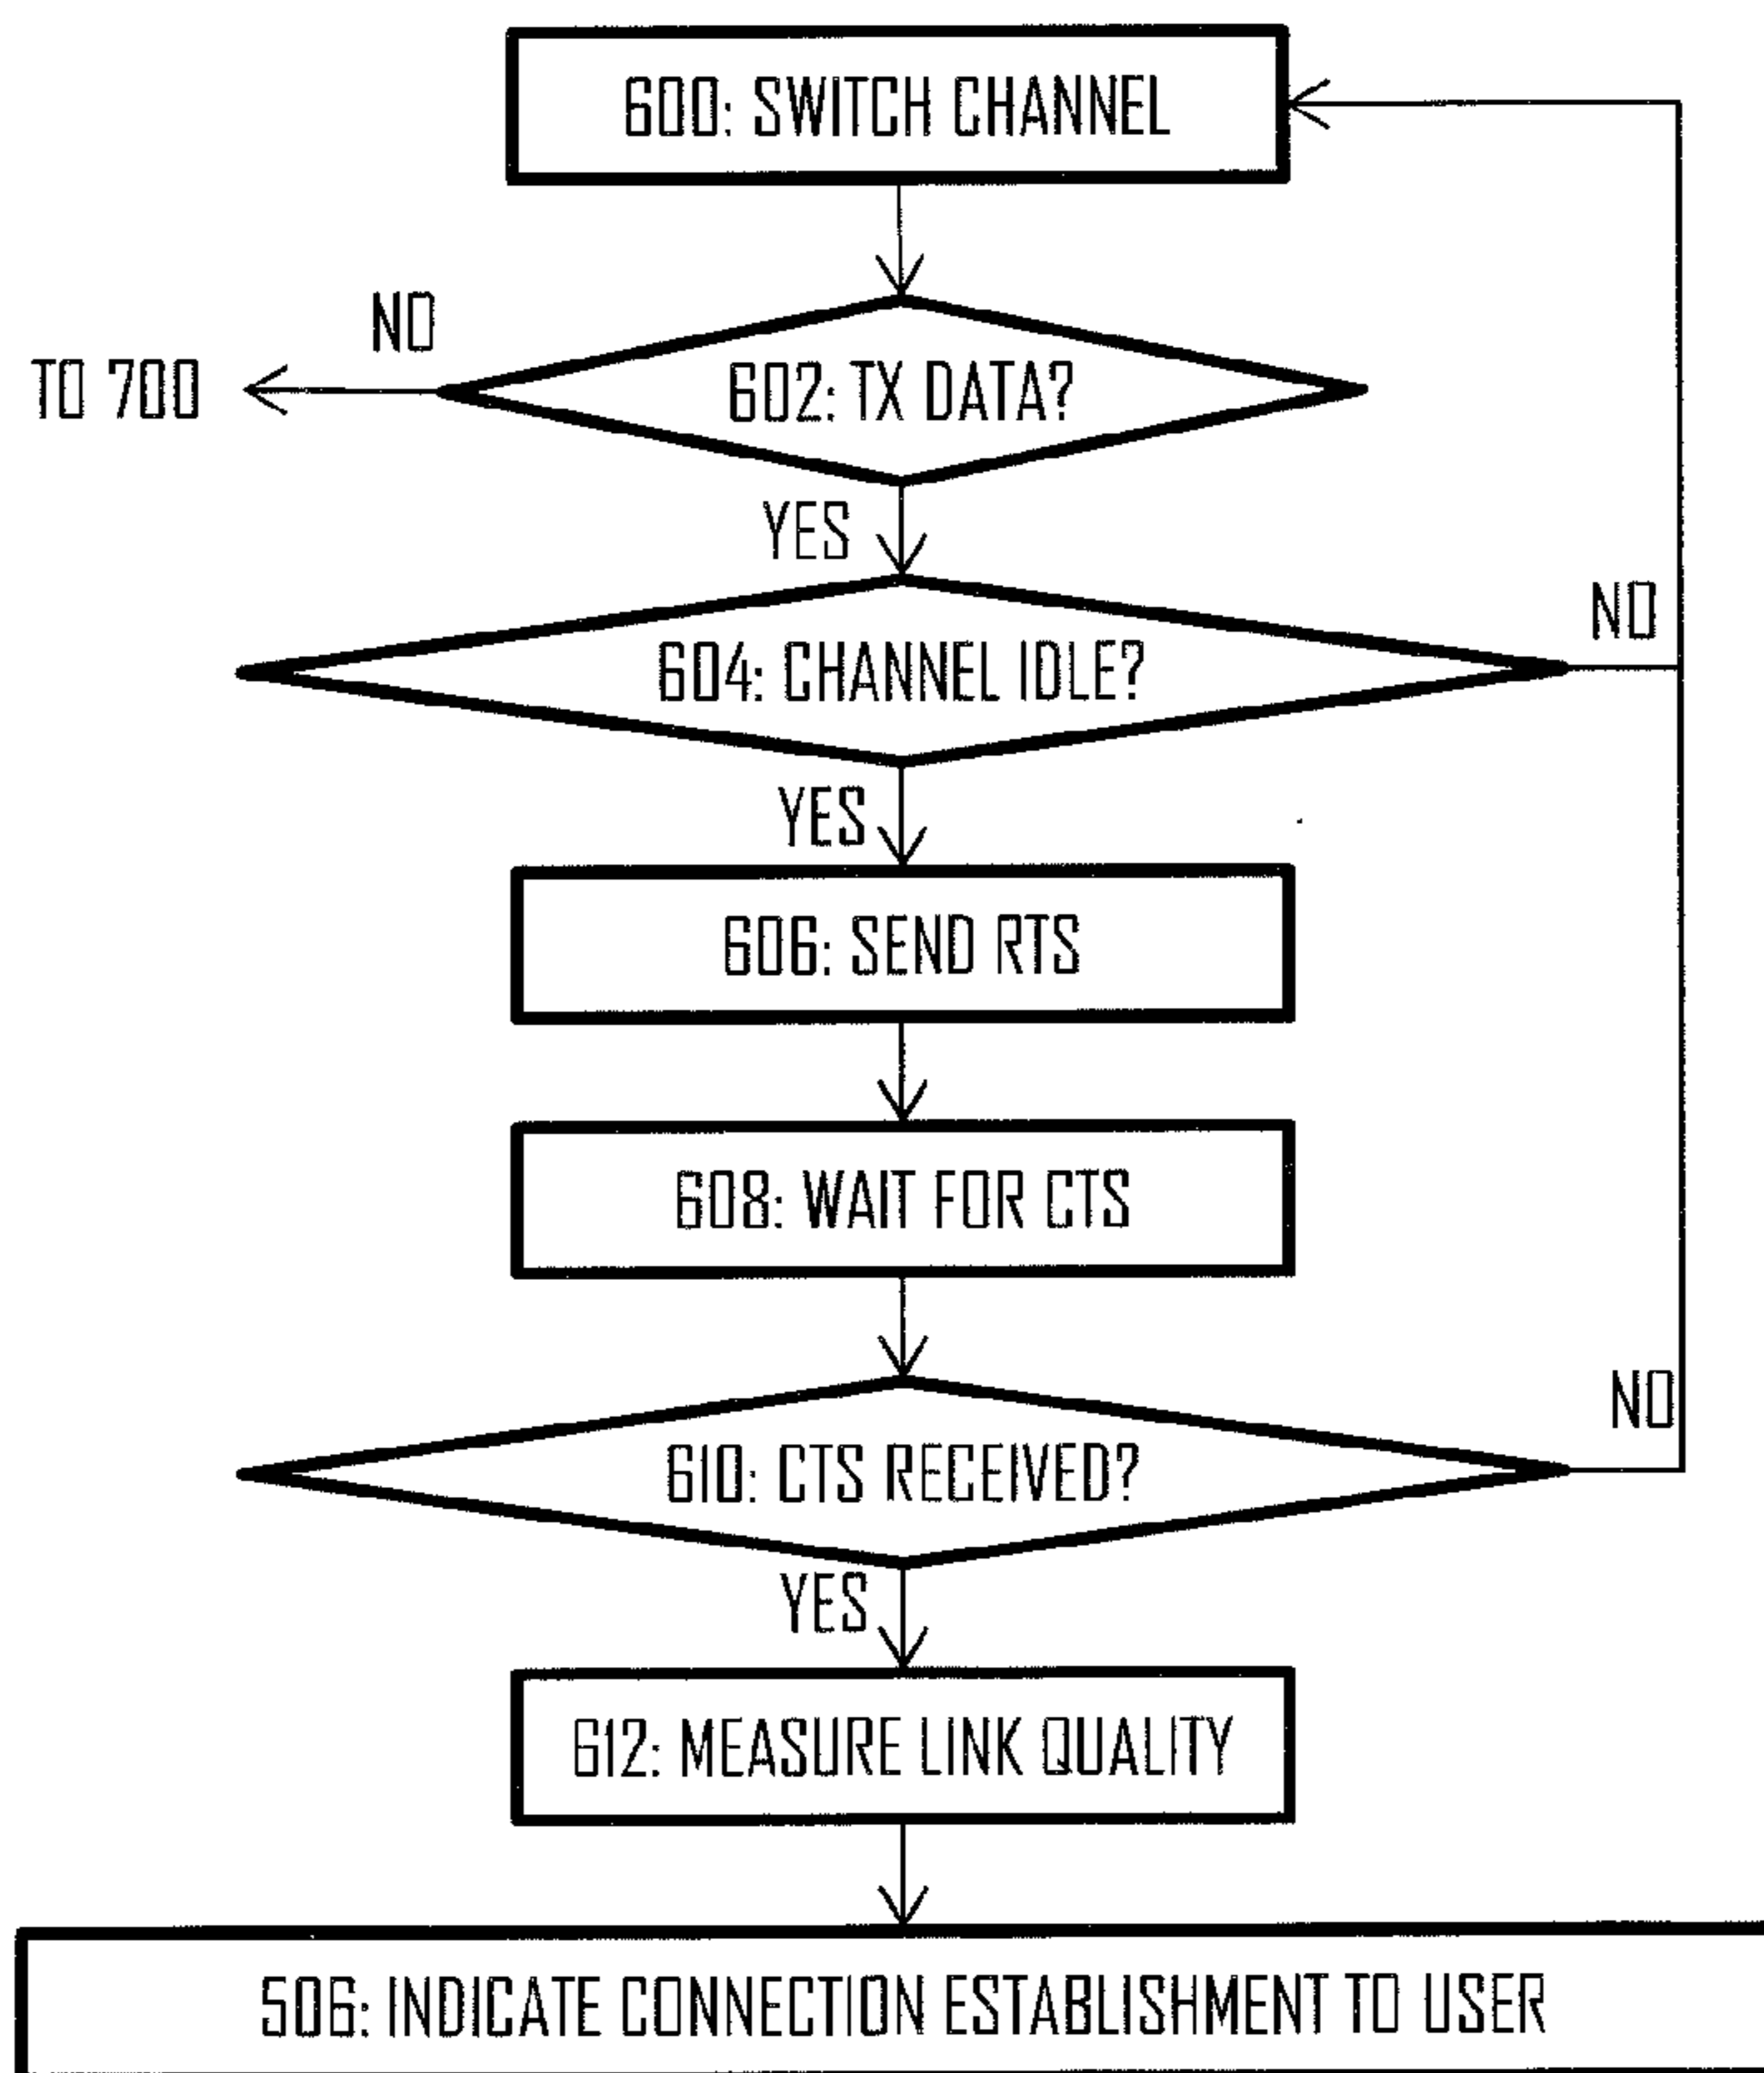 600: SWITCH CHANNEL
NO
TO 700
602: TX DATA?
YES
NO
604: CHANNEL IDLE?
YES
606: SEND RTS
608: WAIT FOR CTS
NO
610: CTS RECEIVED?
YES
612: MEASURE LINK QUALITY
506: INDICATE CONNECTION ESTABLISHMENT TO USER